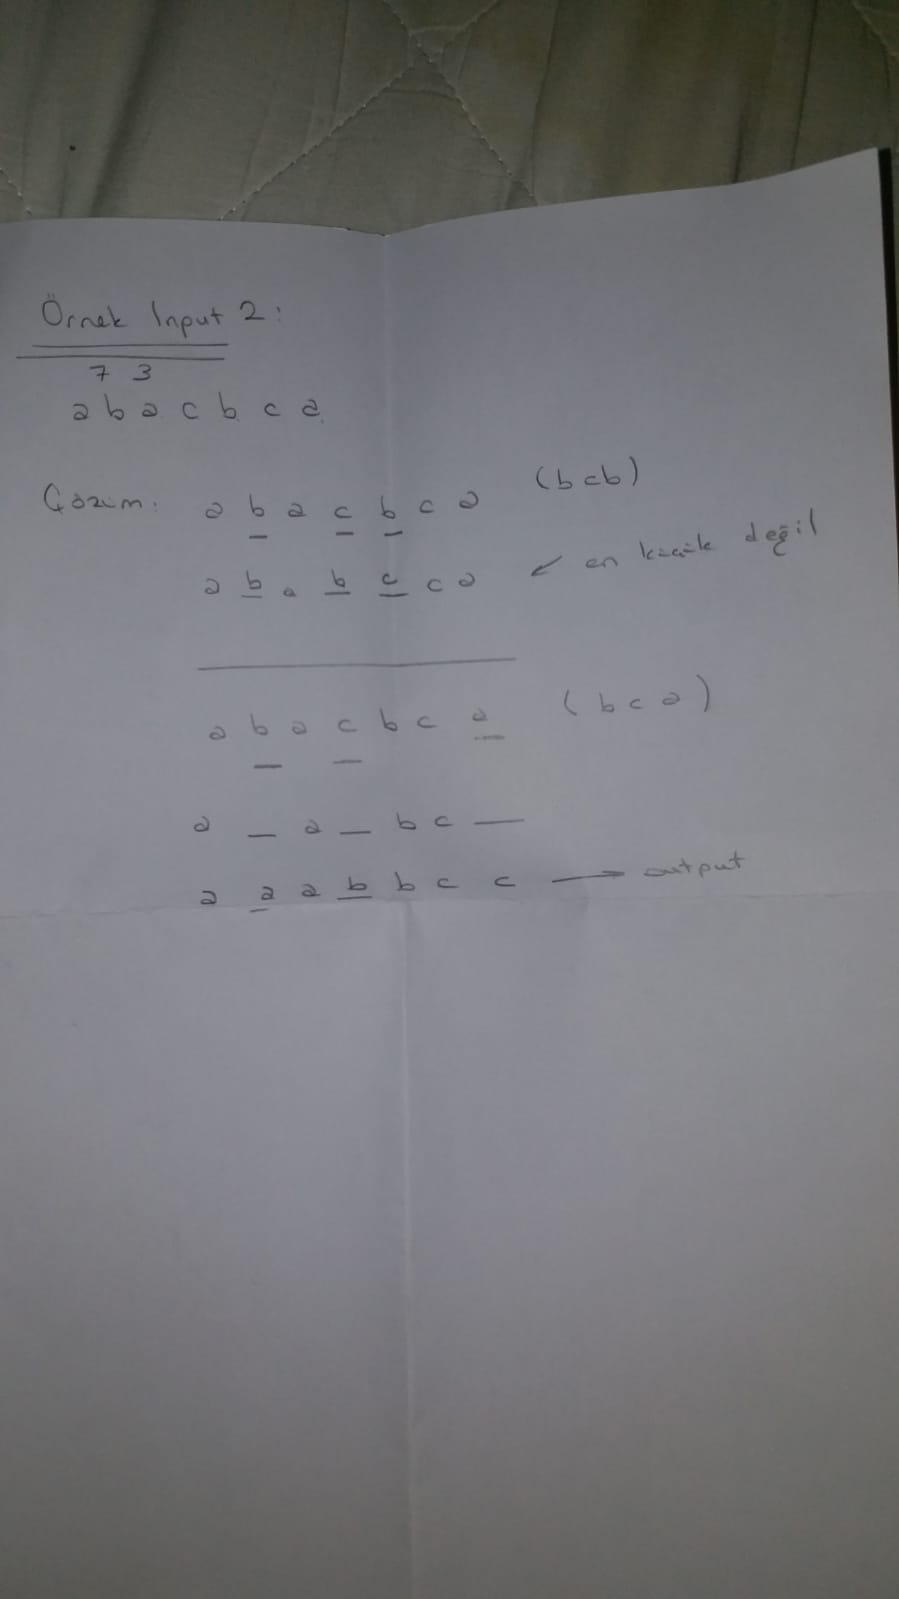 Örnek Input 2:
7 3
a b a c b c a
Çözüm: a b a c b c a (bcb)
a b a b c c a ← en küçük değil
a b a c b c a (bca)
a _ a _ b c _
a a a b b c c → output